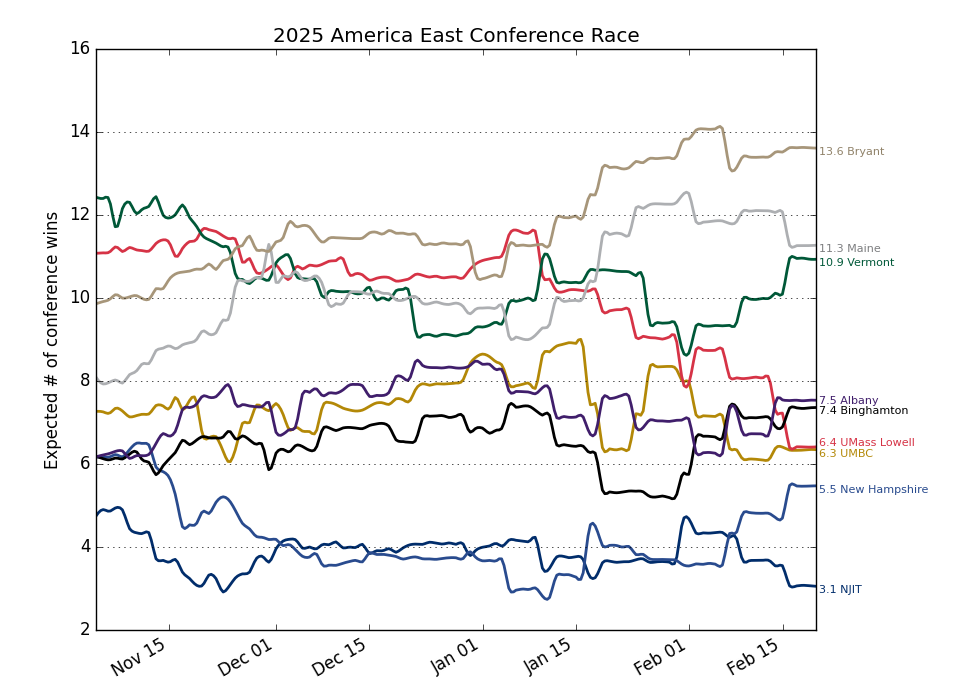 2025 America East Conference Race
Expected # of conference wins
16
14
12
10
8
6
4
2
13.6 Bryant
11.3 Maine
10.9 Vermont
7.5 Albany
7.4 Binghamton
6.4 UMass Lowell
6.3 UMBC
5.5 New Hampshire
3.1 NJIT
Nov 15
Dec 01
Dec 15
Jan 01
Jan 15
Feb 01
Feb 15